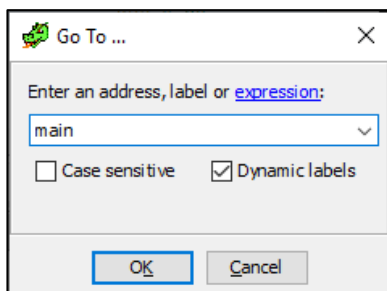 Go To ...
Enter an address, label or expression:
main
Case sensitive
Dynamic labels
OK
Cancel